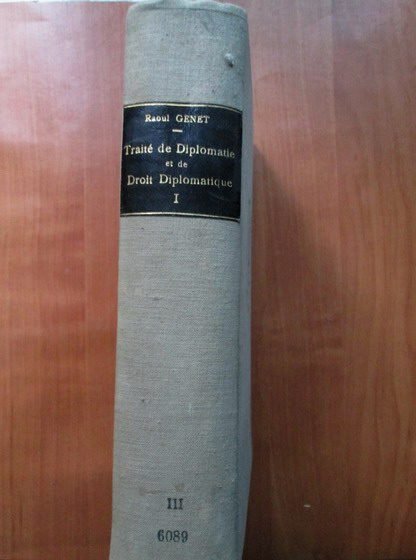 Raoul GENET
Traité de Diplomatie
et de
Droit Diplomatique
I
III
6089